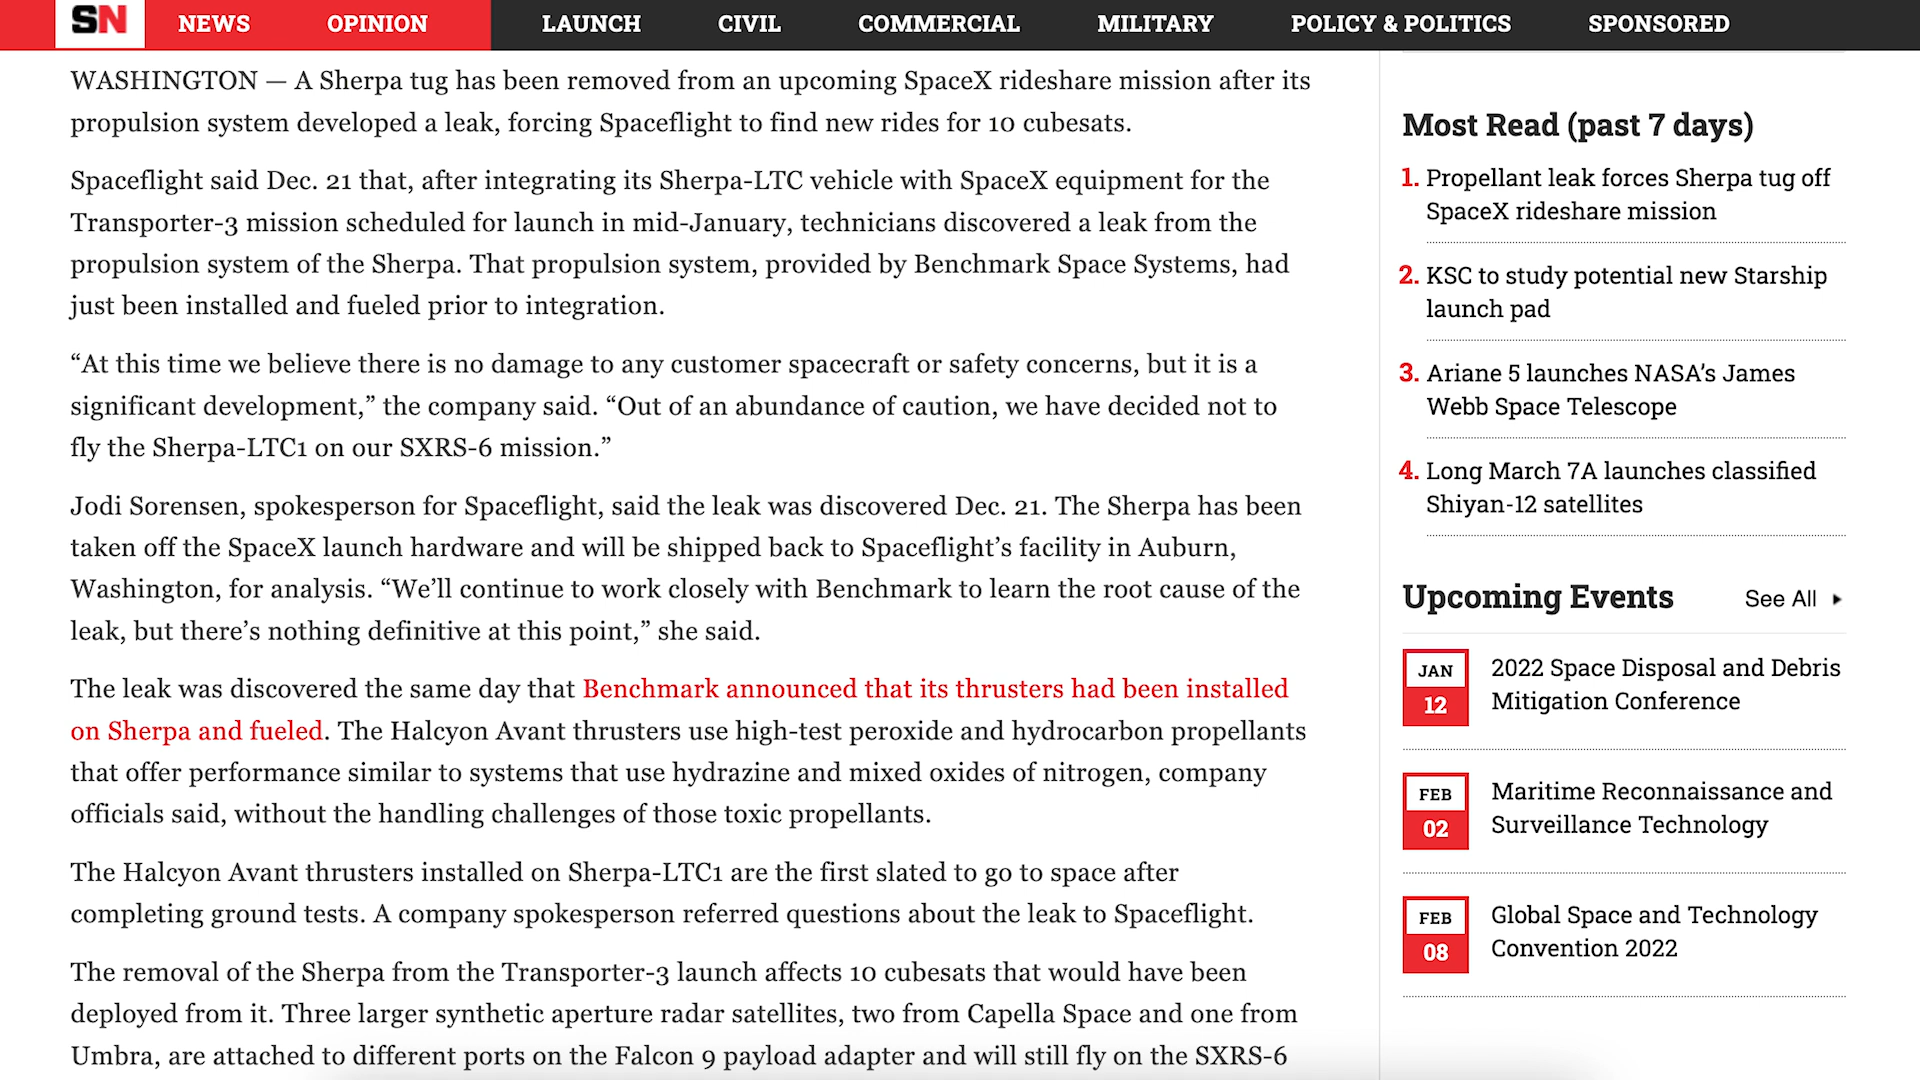 SN NEWS OPINION LAUNCH CIVIL COMMERCIAL MILITARY POLICY & POLITICS SPONSORED
WASHINGTON — A Sherpa tug has been removed from an upcoming SpaceX rideshare mission after its
propulsion system developed a leak, forcing Spaceflight to find new rides for 10 cubesats.
Spaceflight said Dec. 21 that, after integrating its Sherpa-LTC vehicle with SpaceX equipment for the
Transporter-3 mission scheduled for launch in mid-January, technicians discovered a leak from the
propulsion system of the Sherpa. That propulsion system, provided by Benchmark Space Systems, had
just been installed and fueled prior to integration.
“At this time we believe there is no damage to any customer spacecraft or safety concerns, but it is a
significant development,” the company said. “Out of an abundance of caution, we have decided not to
fly the Sherpa-LTC1 on our SXRS-6 mission.”
Jodi Sorensen, spokesperson for Spaceflight, said the leak was discovered Dec. 21. The Sherpa has been
taken off the SpaceX launch hardware and will be shipped back to Spaceflight’s facility in Auburn,
Washington, for analysis. “We’ll continue to work closely with Benchmark to learn the root cause of the
leak, but there’s nothing definitive at this point,” she said.
The leak was discovered the same day that Benchmark announced that its thrusters had been installed
on Sherpa and fueled. The Halcyon Avant thrusters use high-test peroxide and hydrocarbon propellants
that offer performance similar to systems that use hydrazine and mixed oxides of nitrogen, company
officials said, without the handling challenges of those toxic propellants.
The Halcyon Avant thrusters installed on Sherpa-LTC1 are the first slated to go to space after
completing ground tests. A company spokesperson referred questions about the leak to Spaceflight.
The removal of the Sherpa from the Transporter-3 launch affects 10 cubesats that would have been
deployed from it. Three larger synthetic aperture radar satellites, two from Capella Space and one from
Umbra, are attached to different ports on the Falcon 9 payload adapter and will still fly on the SXRS-6
Most Read (past 7 days)
1. Propellant leak forces Sherpa tug off
SpaceX rideshare mission
2. KSC to study potential new Starship
launch pad
3. Ariane 5 launches NASA’s James
Webb Space Telescope
4. Long March 7A launches classified
Shiyan-12 satellites
Upcoming Events See All
JAN
12
2022 Space Disposal and Debris
Mitigation Conference
FEB
02
Maritime Reconnaissance and
Surveillance Technology
FEB
08
Global Space and Technology
Convention 2022